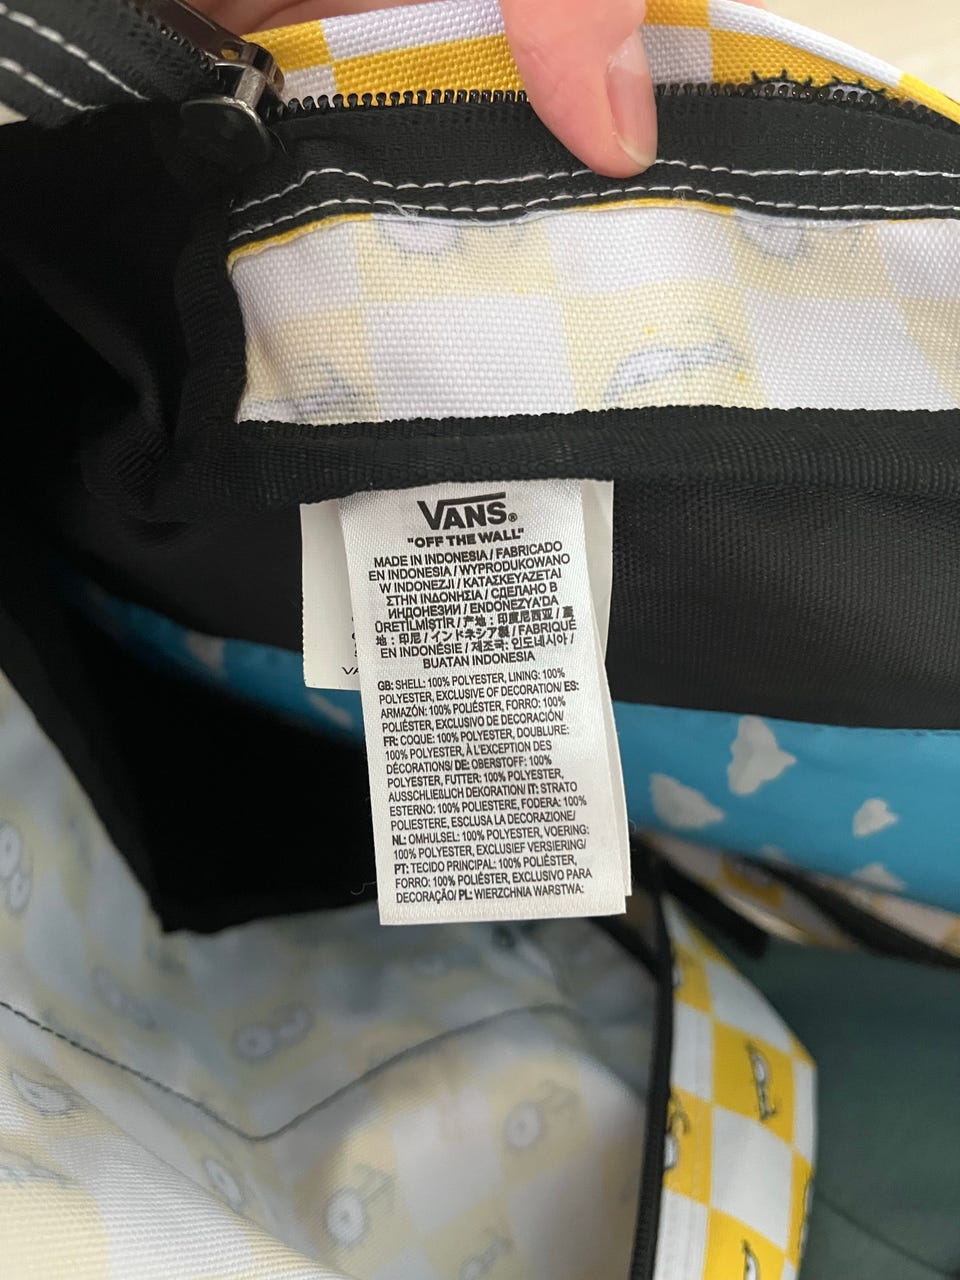 VANS®
"OFF THE WALL"
MADE IN INDONESIA / FABRICADO
EN INDONESIA / WYPRODUKOWANO
W INDONEZJI / ΚΑΤΑΣΚΕΥΑΖΕΤΑΙ
ΣΤΗΝ ΙΝΔΟΝΗΣΙΑ / СДЕЛАНО В
ИНДОНЕЗИИ / ENDONEZYA'DA
ÜRETİLMİŞTİR / 产地：印度尼西亚 / 產
地：印尼 / インドネシア製 / FABRIQUÉ
EN INDONÉSIE / 제조국: 인도네시아 /
BUATAN INDONESIA
GB: SHELL: 100% POLYESTER, LINING: 100%
POLYESTER, EXCLUSIVE OF DECORATION/ ES:
ARMAZÓN: 100% POLIÉSTER, FORRO: 100%
POLIÉSTER, EXCLUSIVO DE DECORACIÓN/
FR: COQUE: 100% POLYESTER, DOUBLURE:
100% POLYESTER, À L'EXCEPTION DES
DÉCORATIONS/ DE: OBERSTOFF: 100%
POLYESTER, FUTTER: 100% POLYESTER,
AUSSCHLIEßLICH DEKORATION/ IT: STRATO
ESTERNO: 100% POLIESTERE, FODERA: 100%
POLIESTERE, ESCLUSA LA DECORAZIONE/
NL: OMHULSEL: 100% POLYESTER, VOERING:
100% POLYESTER, EXCLUSIEF VERSIERING/
PT: TECIDO PRINCIPAL: 100% POLIÉSTER,
FORRO: 100% POLIÉSTER, EXCLUSIVO PARA
DECORAÇÃO/ PL: WIERZCHNIA WARSTWA: